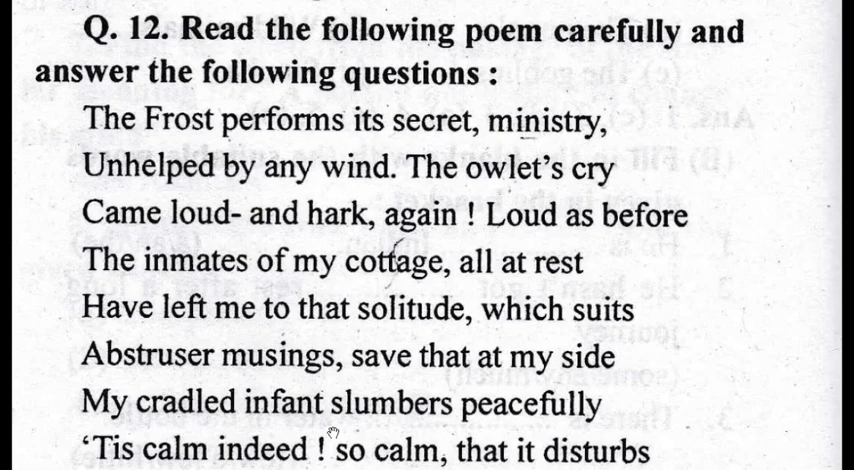 Q. 12. Read the following poem carefully and
answer the following questions :
The Frost performs its secret, ministry,
Unhelped by any wind. The owlet's cry
Came loud- and hark, again ! Loud as before
The inmates of my cottage, all at rest
Have left me to that solitude, which suits
Abstruser musings, save that at my side
My cradled infant slumbers peacefully
'Tis calm indeed ! so calm, that it disturbs